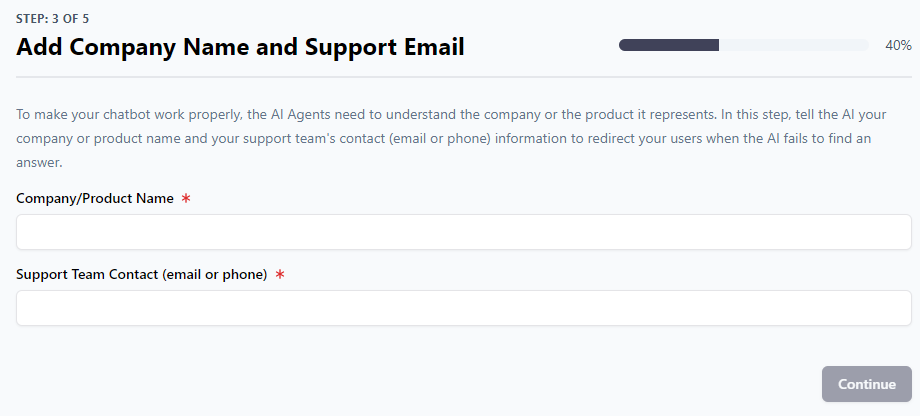 STEP: 3 OF 5
Add Company Name and Support Email
40%
To make your chatbot work properly, the AI Agents need to understand the company or the product it represents. In this step, tell the AI your
company or product name and your support team's contact (email or phone) information to redirect your users when the AI fails to find an
answer.
Company/Product Name *
Support Team Contact (email or phone) *
Continue